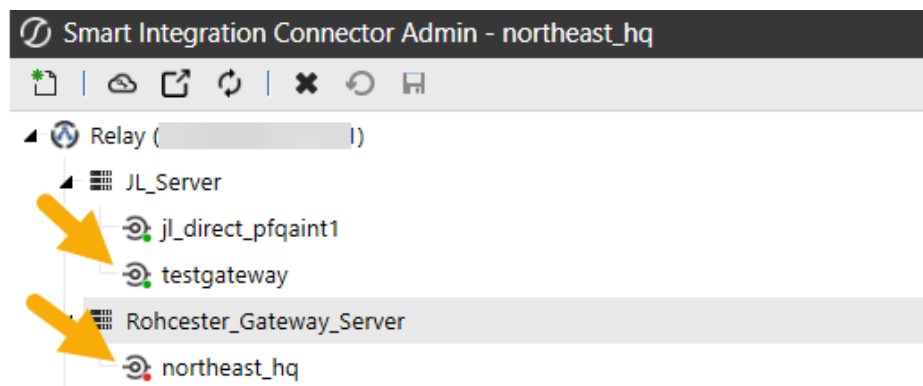 Smart Integration Connector Admin - northeast_hq
Relay ( l)
JL_Server
jl_direct_pfqaint1
testgateway
Rohcester_Gateway_Server
northeast_hq